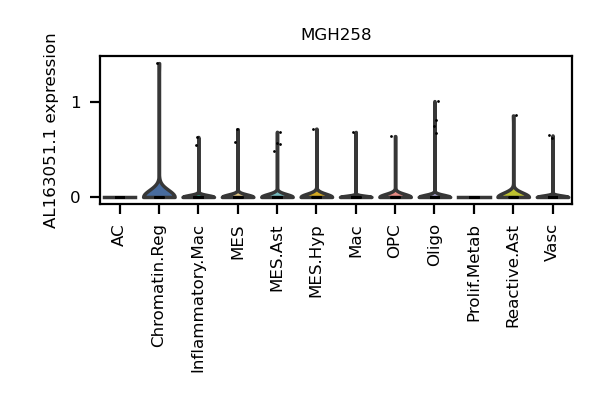 MGH258
AL163051.1 expression
1
0
AC
Chromatin.Reg
Inflammatory.Mac
MES
MES.Ast
MES.Hyp
Mac
OPC
Oligo
Prolif.Metab
Reactive.Ast
Vasc